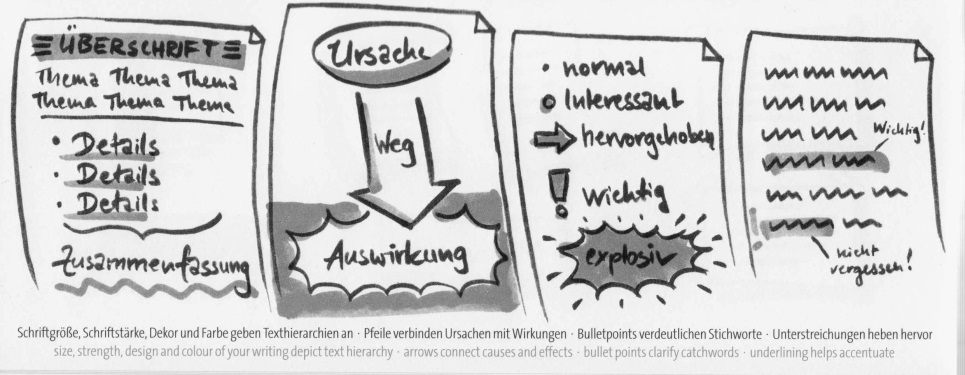 ÜBERSCHRIFT
Thema Thema Thema
Thema Thema Thema
• Details
• Details
• Details
Zusammenfassung
Ursache
Weg
Auswirkung
• normal
Interessant
hervorgehoben
! Wichtig
explosiv
Wichtig!
nicht
vergessen!
Schriftgröße, Schriftstärke, Dekor und Farbe geben Texthierarchien an · Pfeile verbinden Ursachen mit Wirkungen · Bulletpoints verdeutlichen Stichworte · Unterstreichungen heben hervor
size, strength, design and colour of your writing depict text hierarchy · arrows connect causes and effects · bullet points clarify catchwords · underlining helps accentuate